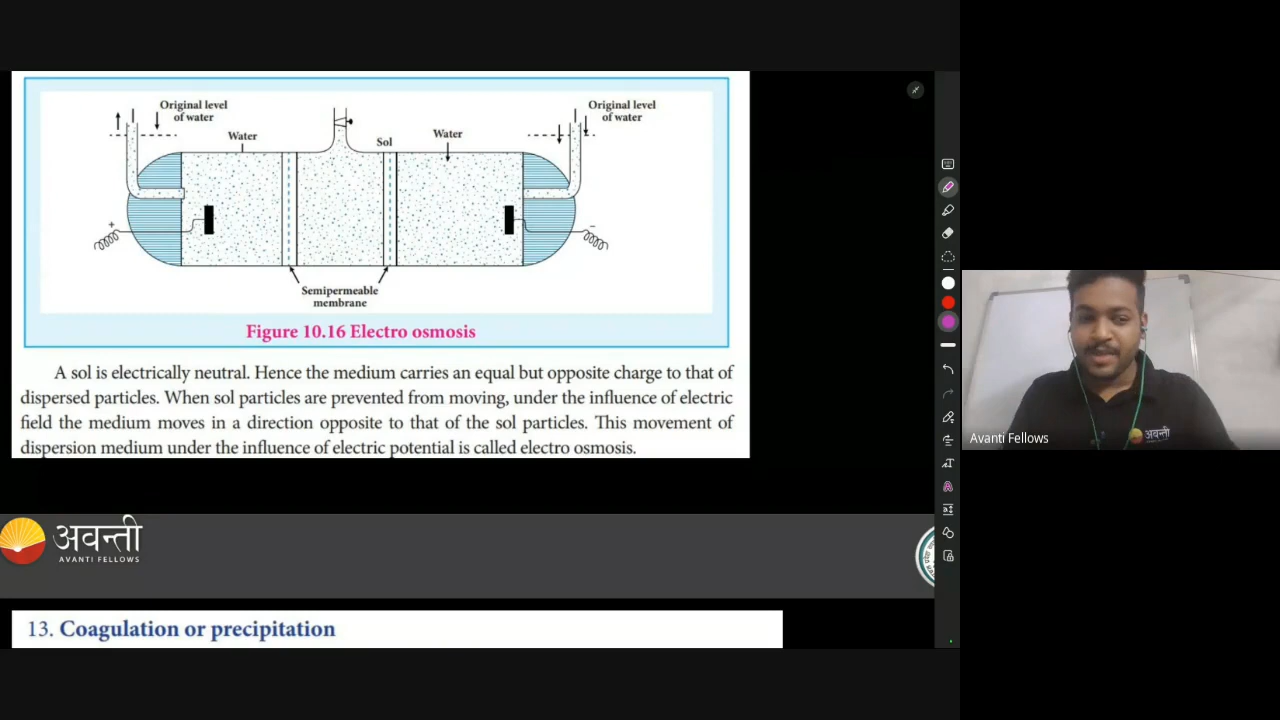 Original level
of water
Original level
of water
Water
Sol
Water
+
−
Semipermeable
membrane
Figure 10.16 Electro osmosis
A sol is electrically neutral. Hence the medium carries an equal but opposite charge to that of
dispersed particles. When sol particles are prevented from moving, under the influence of electric
field the medium moves in a direction opposite to that of the sol particles. This movement of
dispersion medium under the influence of electric potential is called electro osmosis.
अवन्ती
AVANTI FELLOWS
13. Coagulation or precipitation
अवन्ती
Avanti Fellows